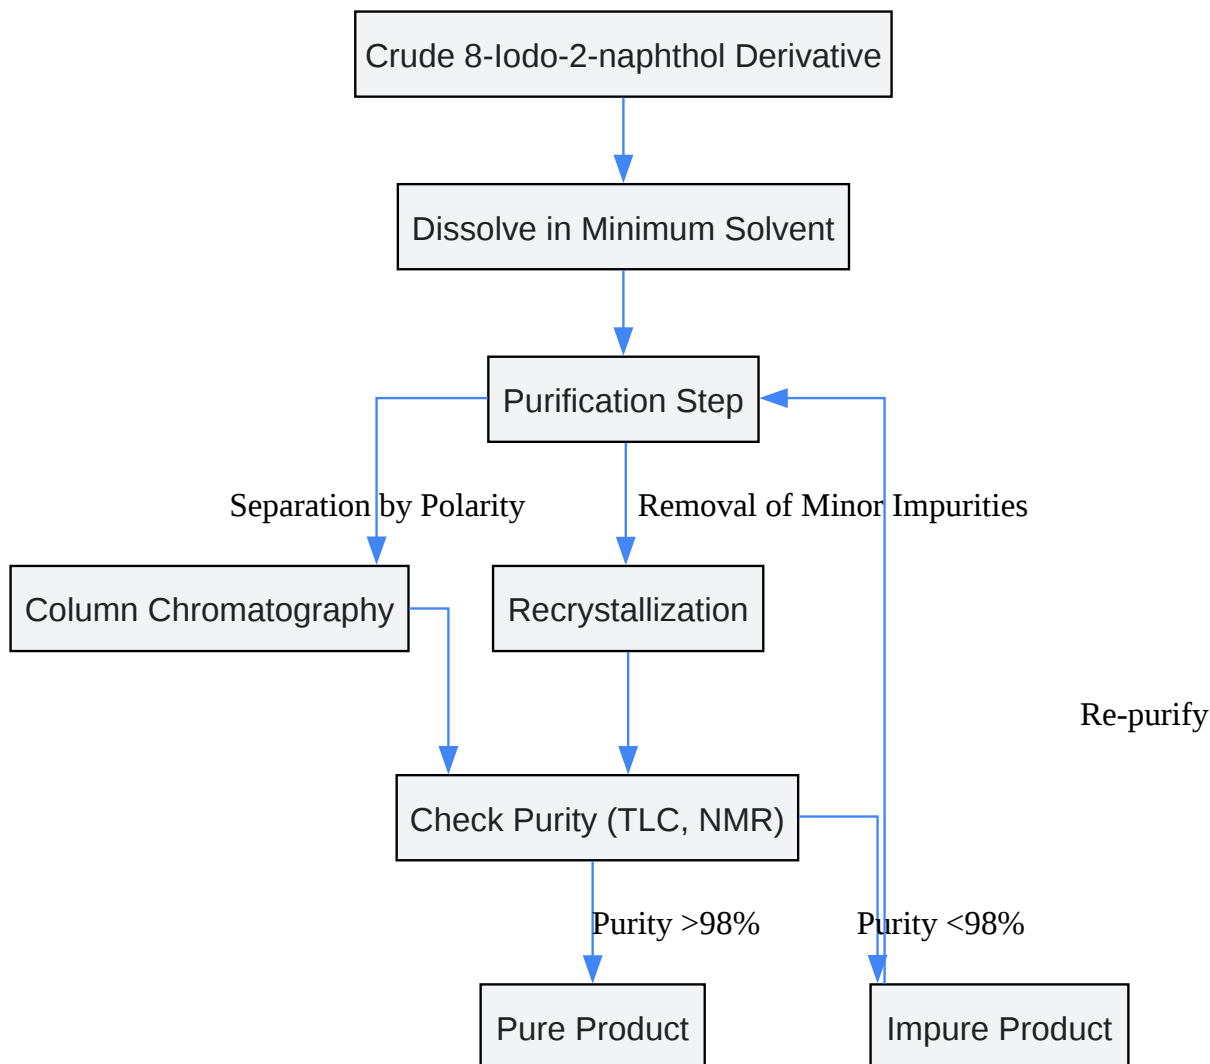 Crude 8-Iodo-2-naphthol Derivative
Dissolve in Minimum Solvent
Purification Step
Separation by Polarity
Removal of Minor Impurities
Column Chromatography
Recrystallization
Re-purify
Check Purity (TLC, NMR)
Purity >98%
Purity <98%
Pure Product
Impure Product